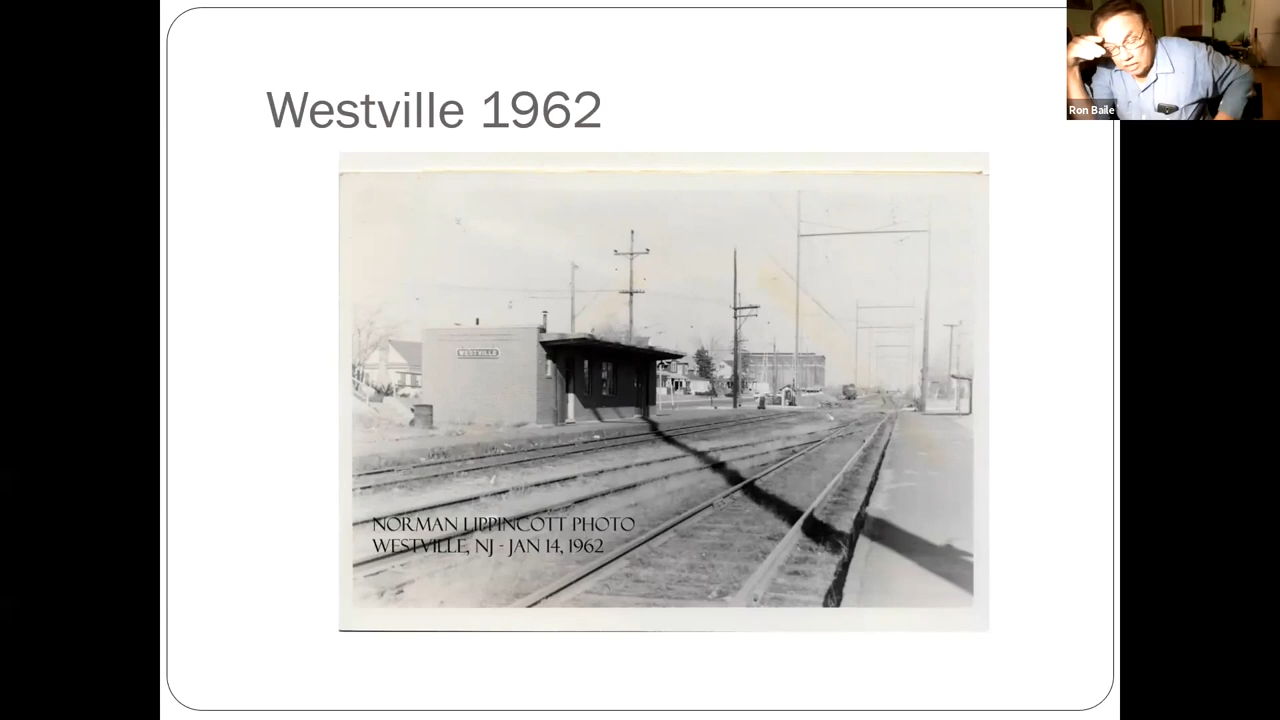 Westville 1962
Ron Baile
WESTVILLE
NORMAN LIPPINCOTT PHOTO
WESTVILLE, NJ - JAN 14, 1962